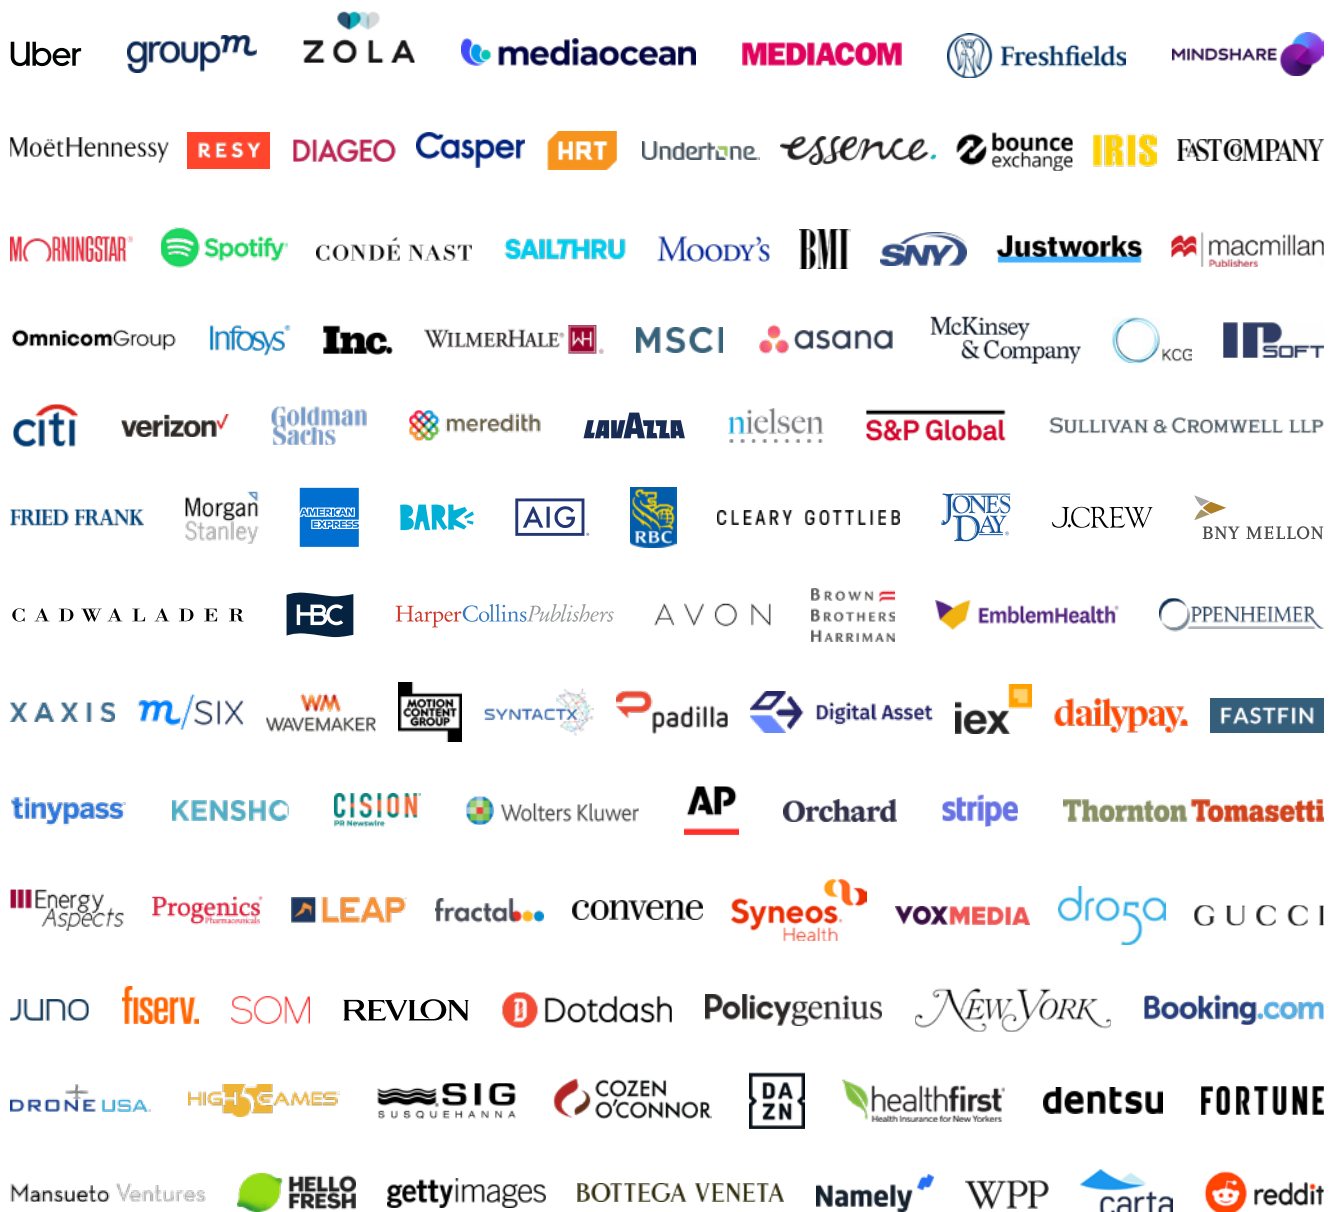 Uber groupm ZOLA mediaocean MEDIACOM Freshfields MINDSHARE
MoëtHennessy RESY DIAGEO Casper HRT Undertone. essence. bounce exchange IRIS FAST COMPANY
MORNINGSTAR Spotify CONDÉ NAST SAILTHRU MOODY'S BMI SNY Justworks macmillan Publishers
OmnicomGroup Infosys Inc. WILMERHALE WH MSCI asana McKinsey & Company KCG IPSOFT
citi verizon Goldman Sachs meredith LAVAZZA nielsen S&P Global SULLIVAN & CROMWELL LLP
FRIED FRANK Morgan Stanley AMERICAN EXPRESS BARK AIG RBC CLEARY GOTTLIEB JONES DAY J.CREW BNY MELLON
CADWALADER HBC HarperCollinsPublishers AVON BROWN BROTHERS HARRIMAN EmblemHealth OPPENHEIMER
XAXIS m/SIX WM WAVEMAKER MOTION CONTENT GROUP SYNTACTX padilla Digital Asset iex dailypay. FASTFIN
tinypass KENSHO CISION PR Newswire Wolters Kluwer AP Orchard stripe Thornton Tomasetti
Energy Aspects Progenics Pharmaceuticals LEAP fractal convene Syneos Health VOXMEDIA droga5 GUCCI
JUNO fiserv. SOM REVLON Dotdash Policygenius NEW YORK Booking.com
DRONE USA HIGH 5 GAMES SIG SUSQUEHANNA COZEN O'CONNOR DAZN healthfirst Health Insurance for New Yorkers dentsu FORTUNE
Mansueto Ventures HELLO FRESH gettyimages BOTTEGA VENETA Namely WPP carta reddit